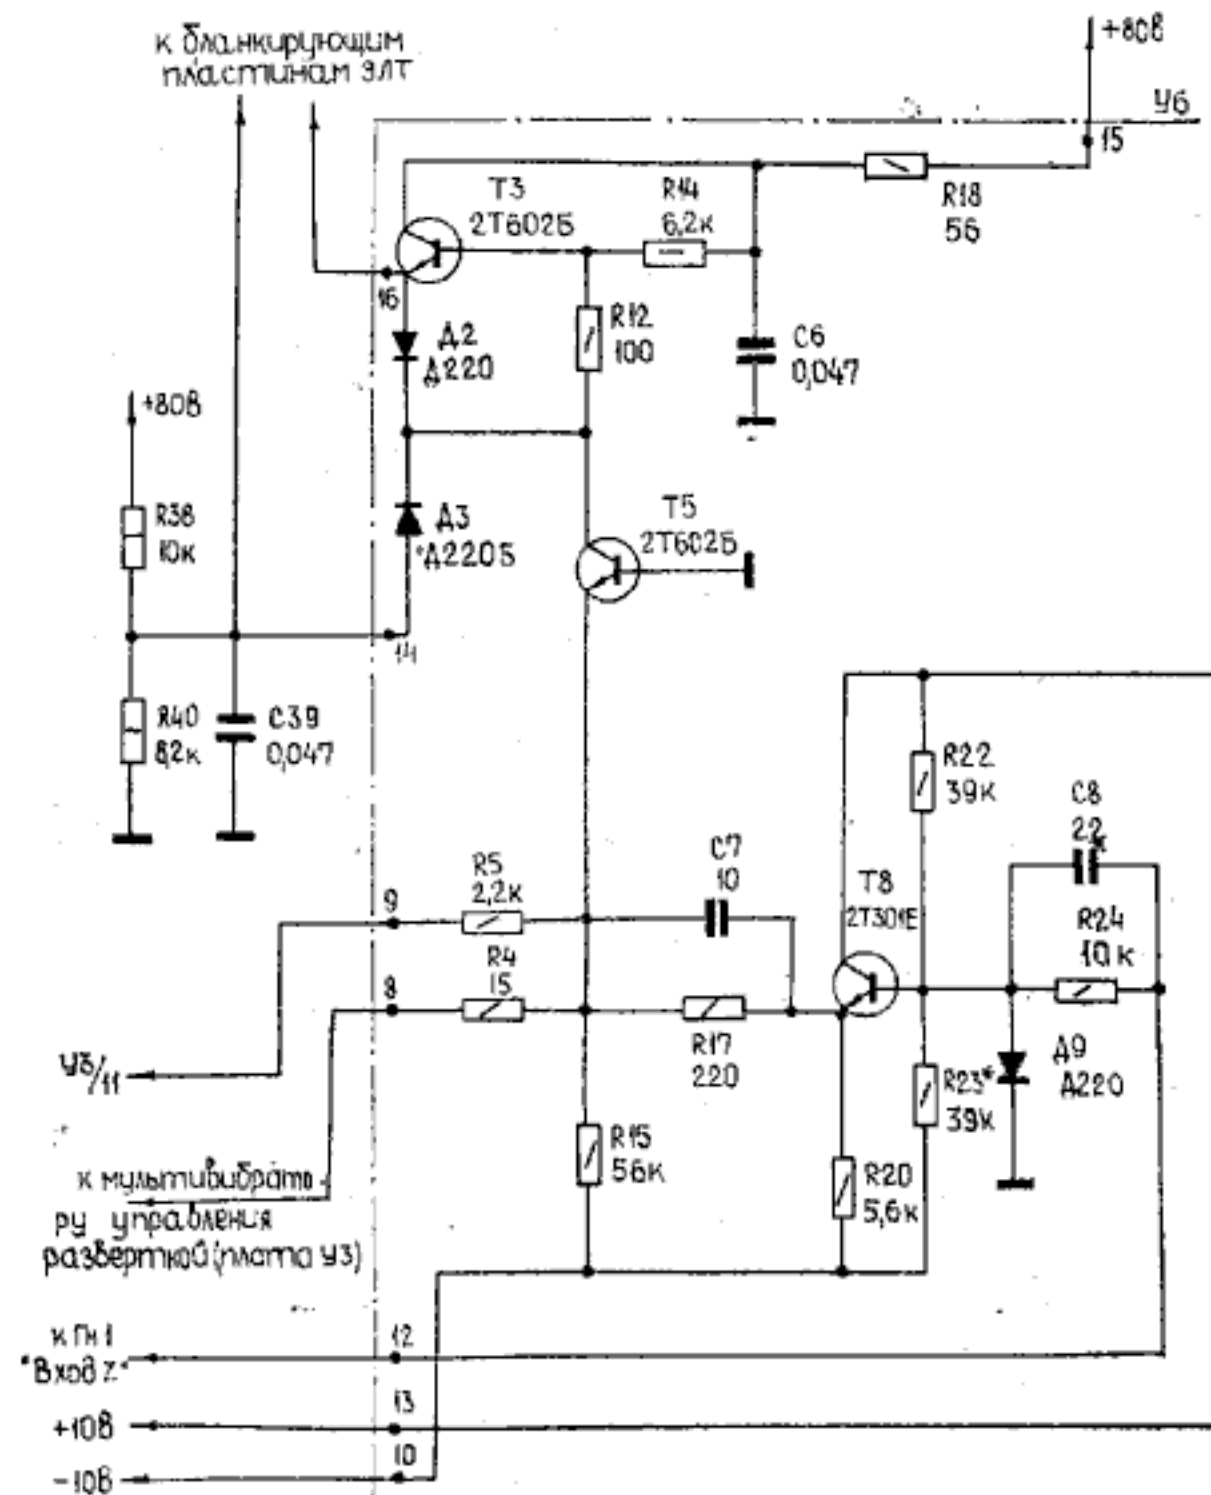 к бланкирующим
пластинам ЭЛТ
+80в
У6
15
Т3
2Т602Б
R14
6,2к
R18
56
16
Д2
Д220
R12
100
С6
0,047
+80в
R38
10к
Д3
Д220Б
Т5
2Т602Б
14
R40
8,2к
С39
0,047
R22
39к
С8
22*
R5
2,2к
С7
10
Т8
2Т301Е
R24
10к
9
R4
15
8
R17
220
Д9
Д220
У3/11
R23*
39к
R15
56к
R20
5,6к
к мультивибрато-
ру управления
разверткой (плата У3)
к Гн1
"Вход Z"
12
+10в
13
-10в
10